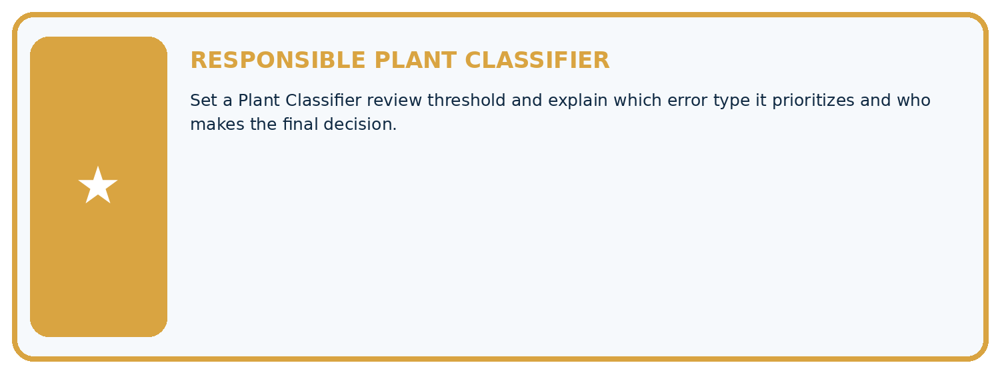 RESPONSIBLE PLANT CLASSIFIER
Set a Plant Classifier review threshold and explain which error type it prioritizes and who
makes the final decision.